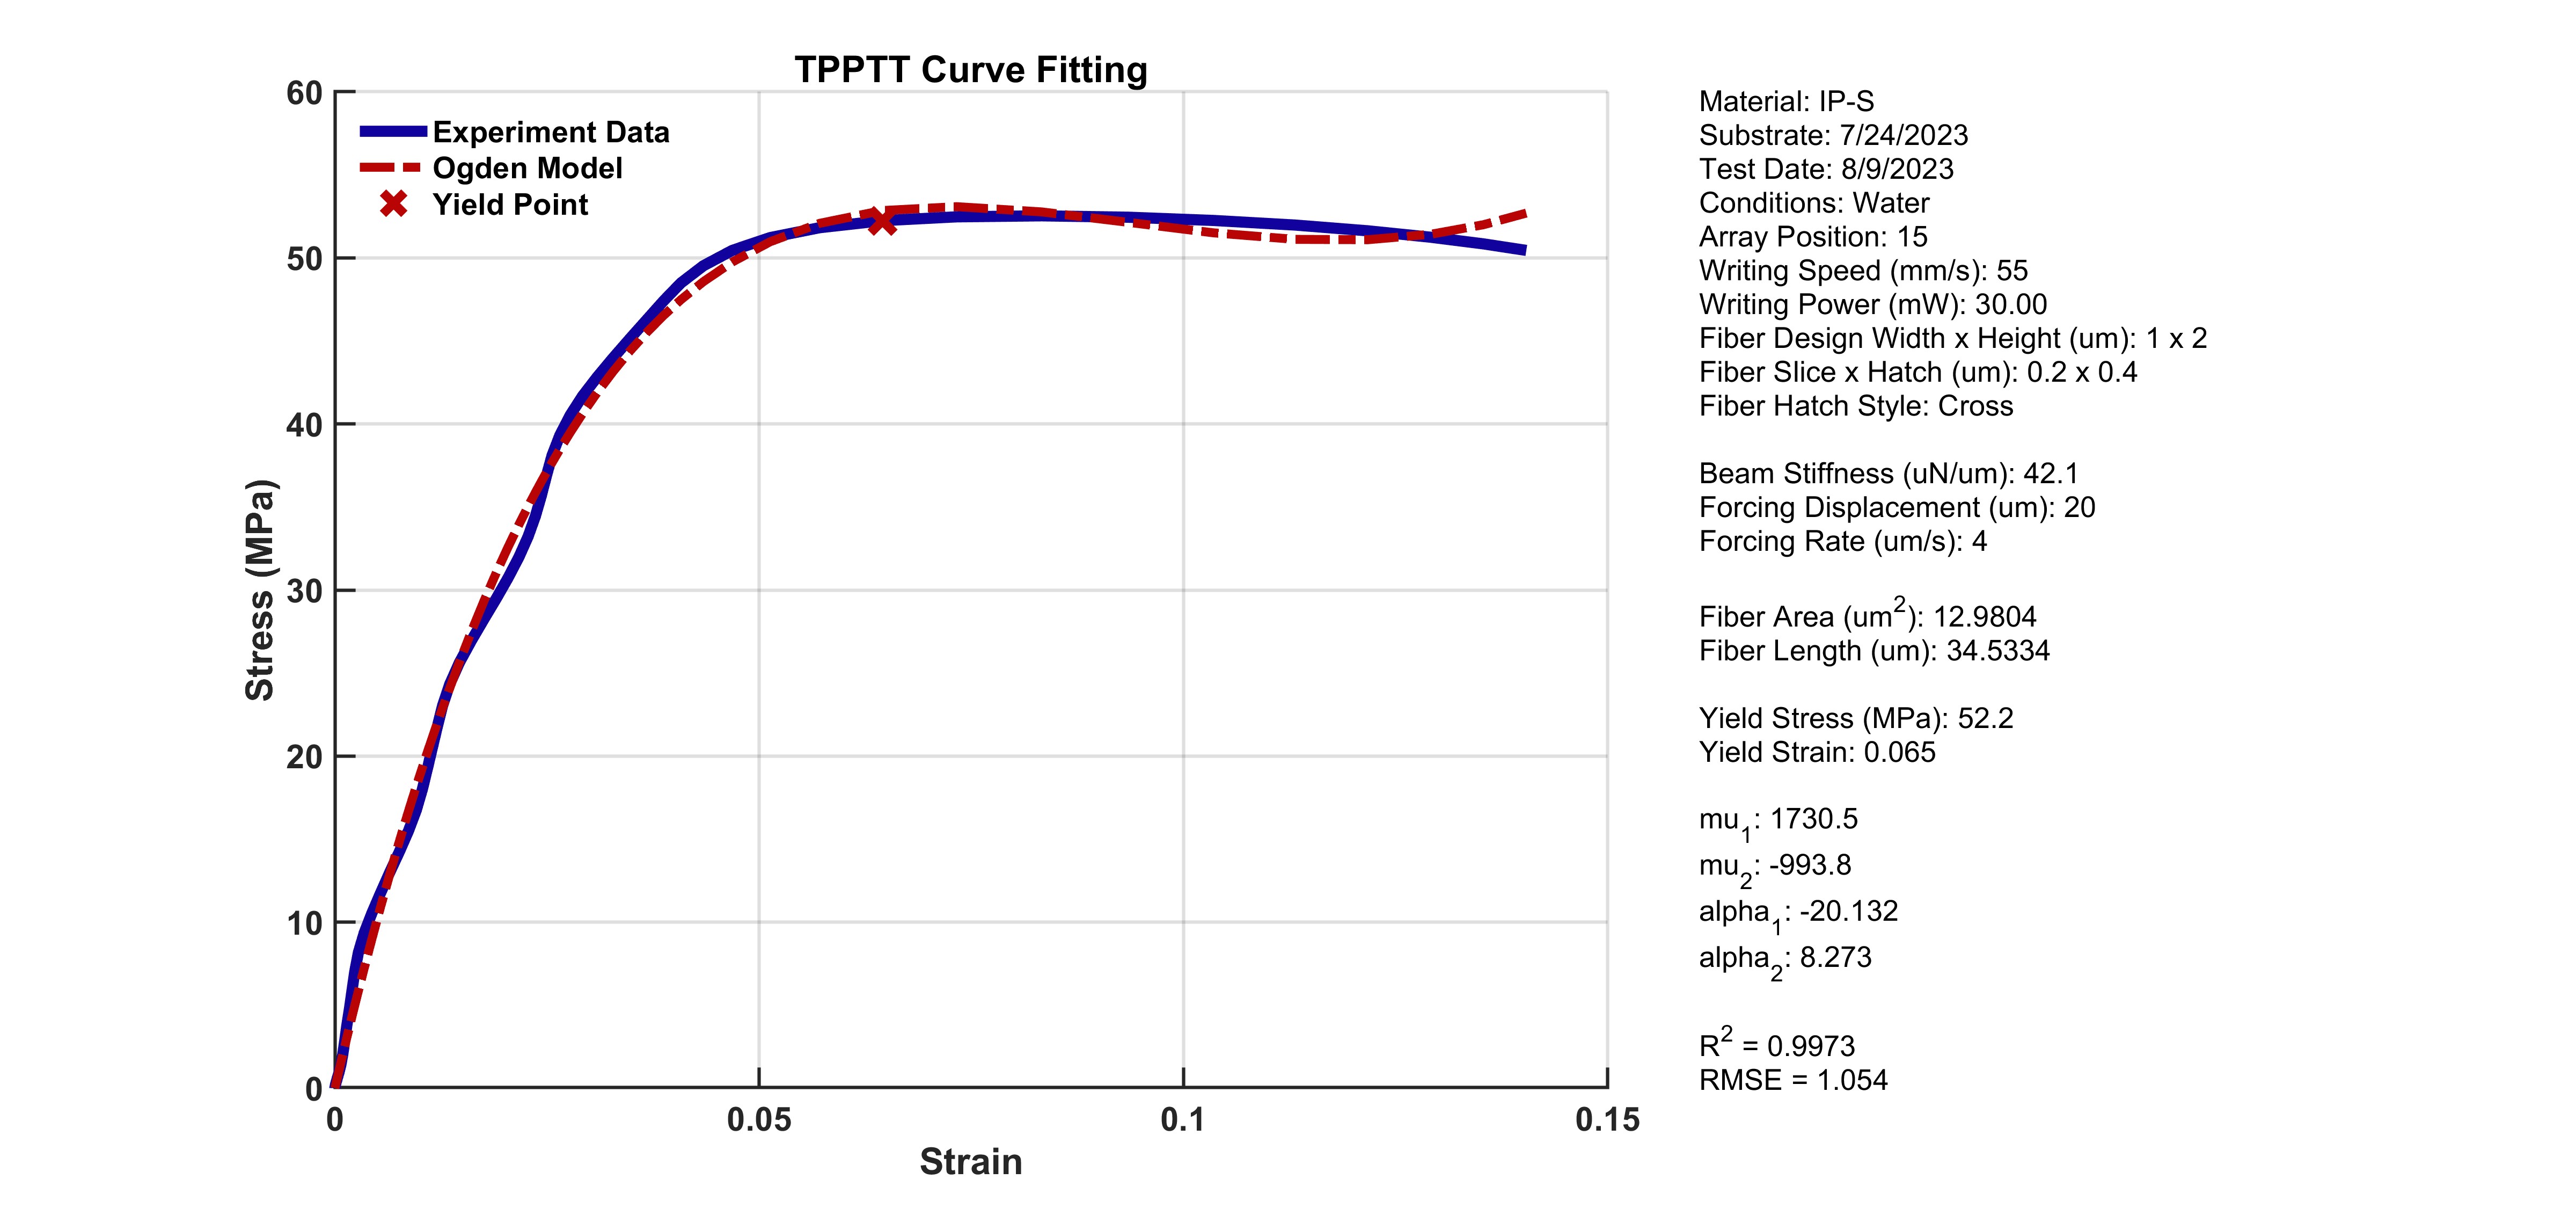 TPPTT Curve Fitting
60
50
40
30
20
10
0
Stress (MPa)
Experiment Data
Ogden Model
Yield Point
0
0.05
0.1
0.15
Strain
Material: IP-S
Substrate: 7/24/2023
Test Date: 8/9/2023
Conditions: Water
Array Position: 15
Writing Speed (mm/s): 55
Writing Power (mW): 30.00
Fiber Design Width x Height (um): 1 x 2
Fiber Slice x Hatch (um): 0.2 x 0.4
Fiber Hatch Style: Cross
Beam Stiffness (uN/um): 42.1
Forcing Displacement (um): 20
Forcing Rate (um/s): 4
Fiber Area (um²): 12.9804
Fiber Length (um): 34.5334
Yield Stress (MPa): 52.2
Yield Strain: 0.065
mu₁: 1730.5
mu₂: -993.8
alpha₁: -20.132
alpha₂: 8.273
R² = 0.9973
RMSE = 1.054